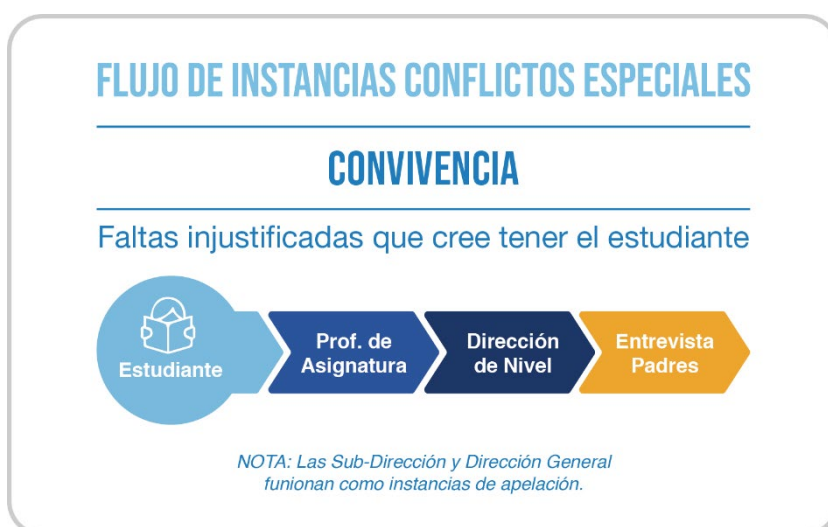 FLUJO DE INSTANCIAS CONFLICTOS ESPECIALES
CONVIVENCIA
Faltas injustificadas que cree tener el estudiante
Estudiante
Prof. de
Asignatura
Dirección
de Nivel
Entrevista
Padres
NOTA: Las Sub-Dirección y Dirección General
funionan como instancias de apelación.